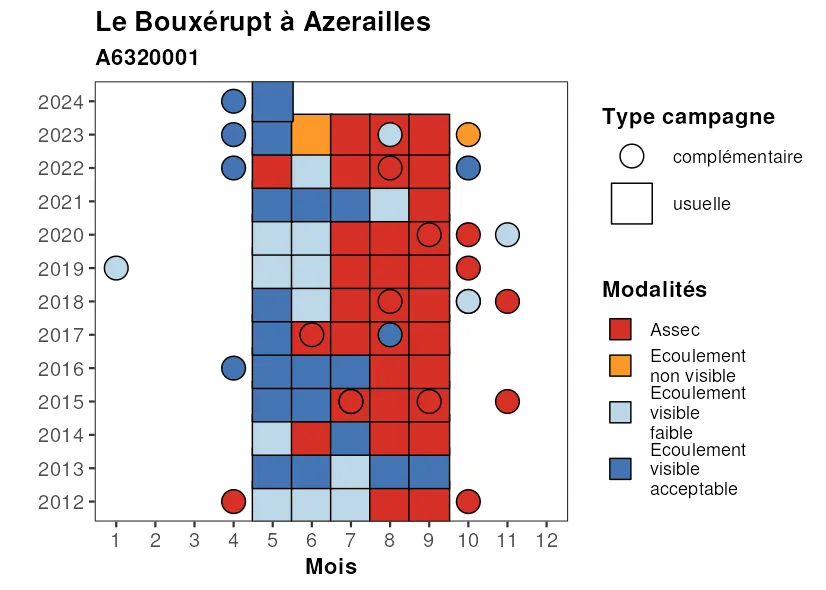 Le Bouxérupt à Azerailles
A6320001
2024
2023
2022
2021
2020
2019
2018
2017
2016
2015
2014
2013
2012
1 2 3 4 5 6 7 8 9 10 11 12
Mois
Type campagne
complémentaire
usuelle
Modalités
Assec
Ecoulement
non visible
Ecoulement
visible
faible
Ecoulement
visible
acceptable